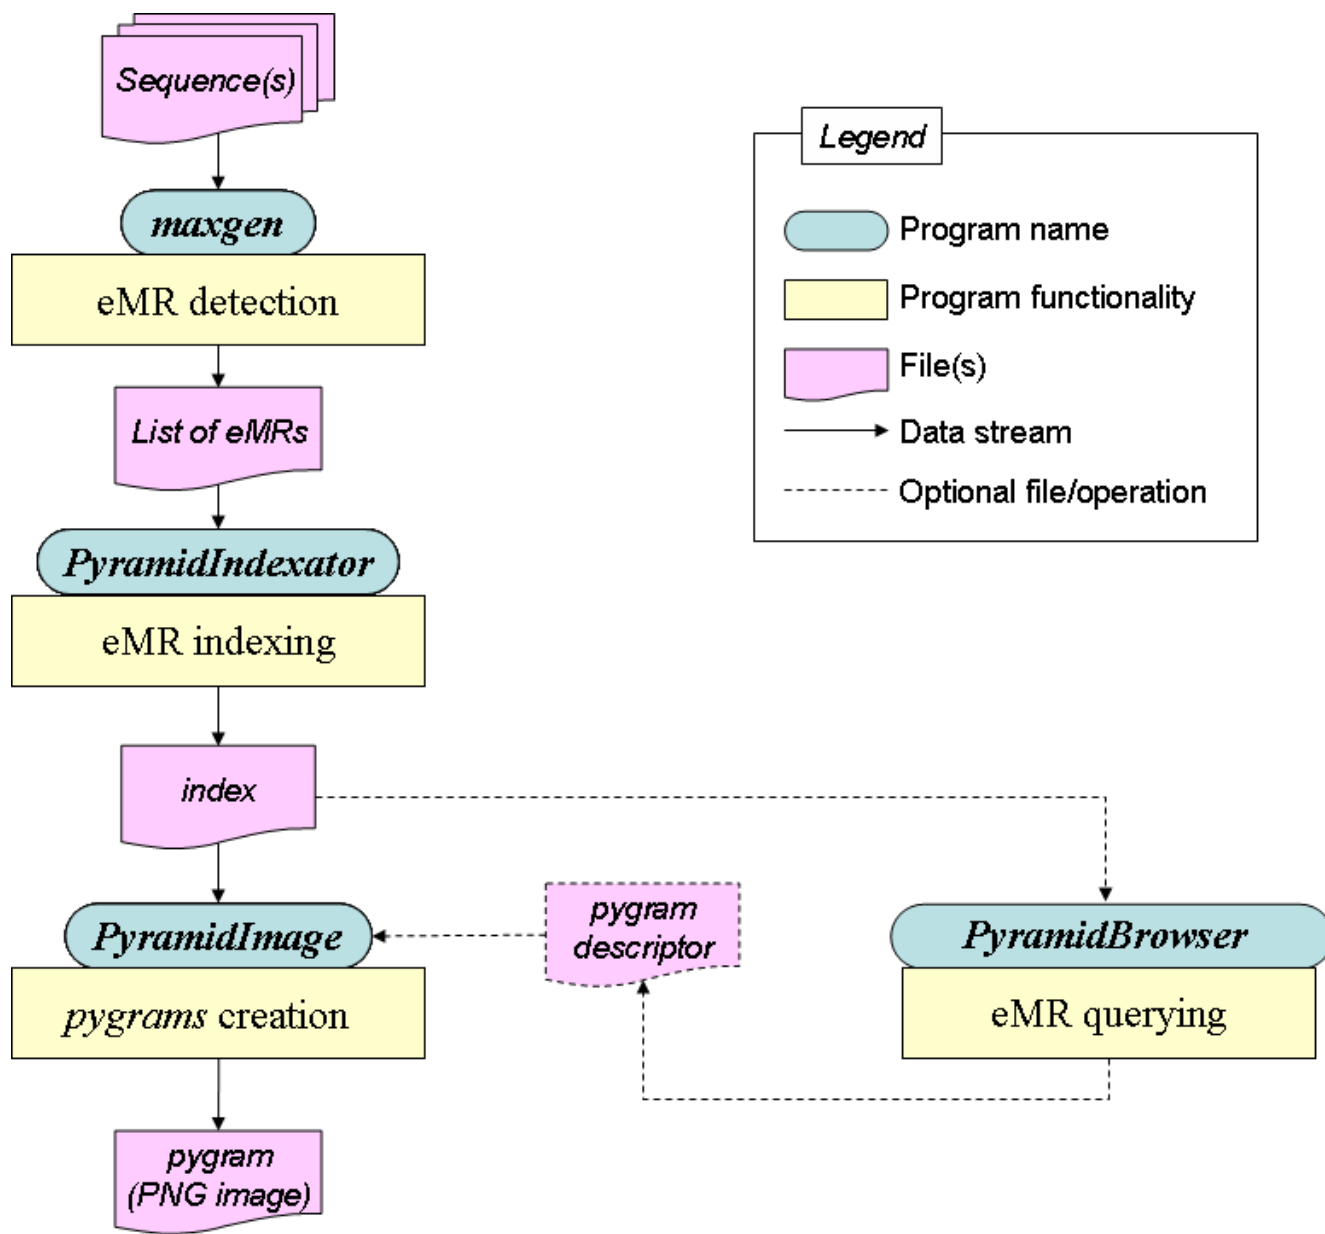 Sequence(s)
maxgen
eMR detection
List of eMRs
PyramidIndexator
eMR indexing
index
PyramidImage
pygrams creation
pygram
(PNG image)
pygram
descriptor
PyramidBrowser
eMR querying
Legend
Program name
Program functionality
File(s)
Data stream
Optional file/operation